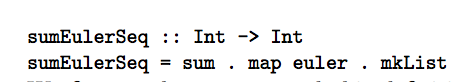 sumEulerSeq :: Int -> Int
sumEulerSeq = sum . map euler . mkList